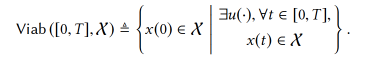 Viab ([0, T], 𝒳) ≜ { x(0) ∈ 𝒳 | ∃u(·), ∀t ∈ [0, T],
x(t) ∈ 𝒳 } .